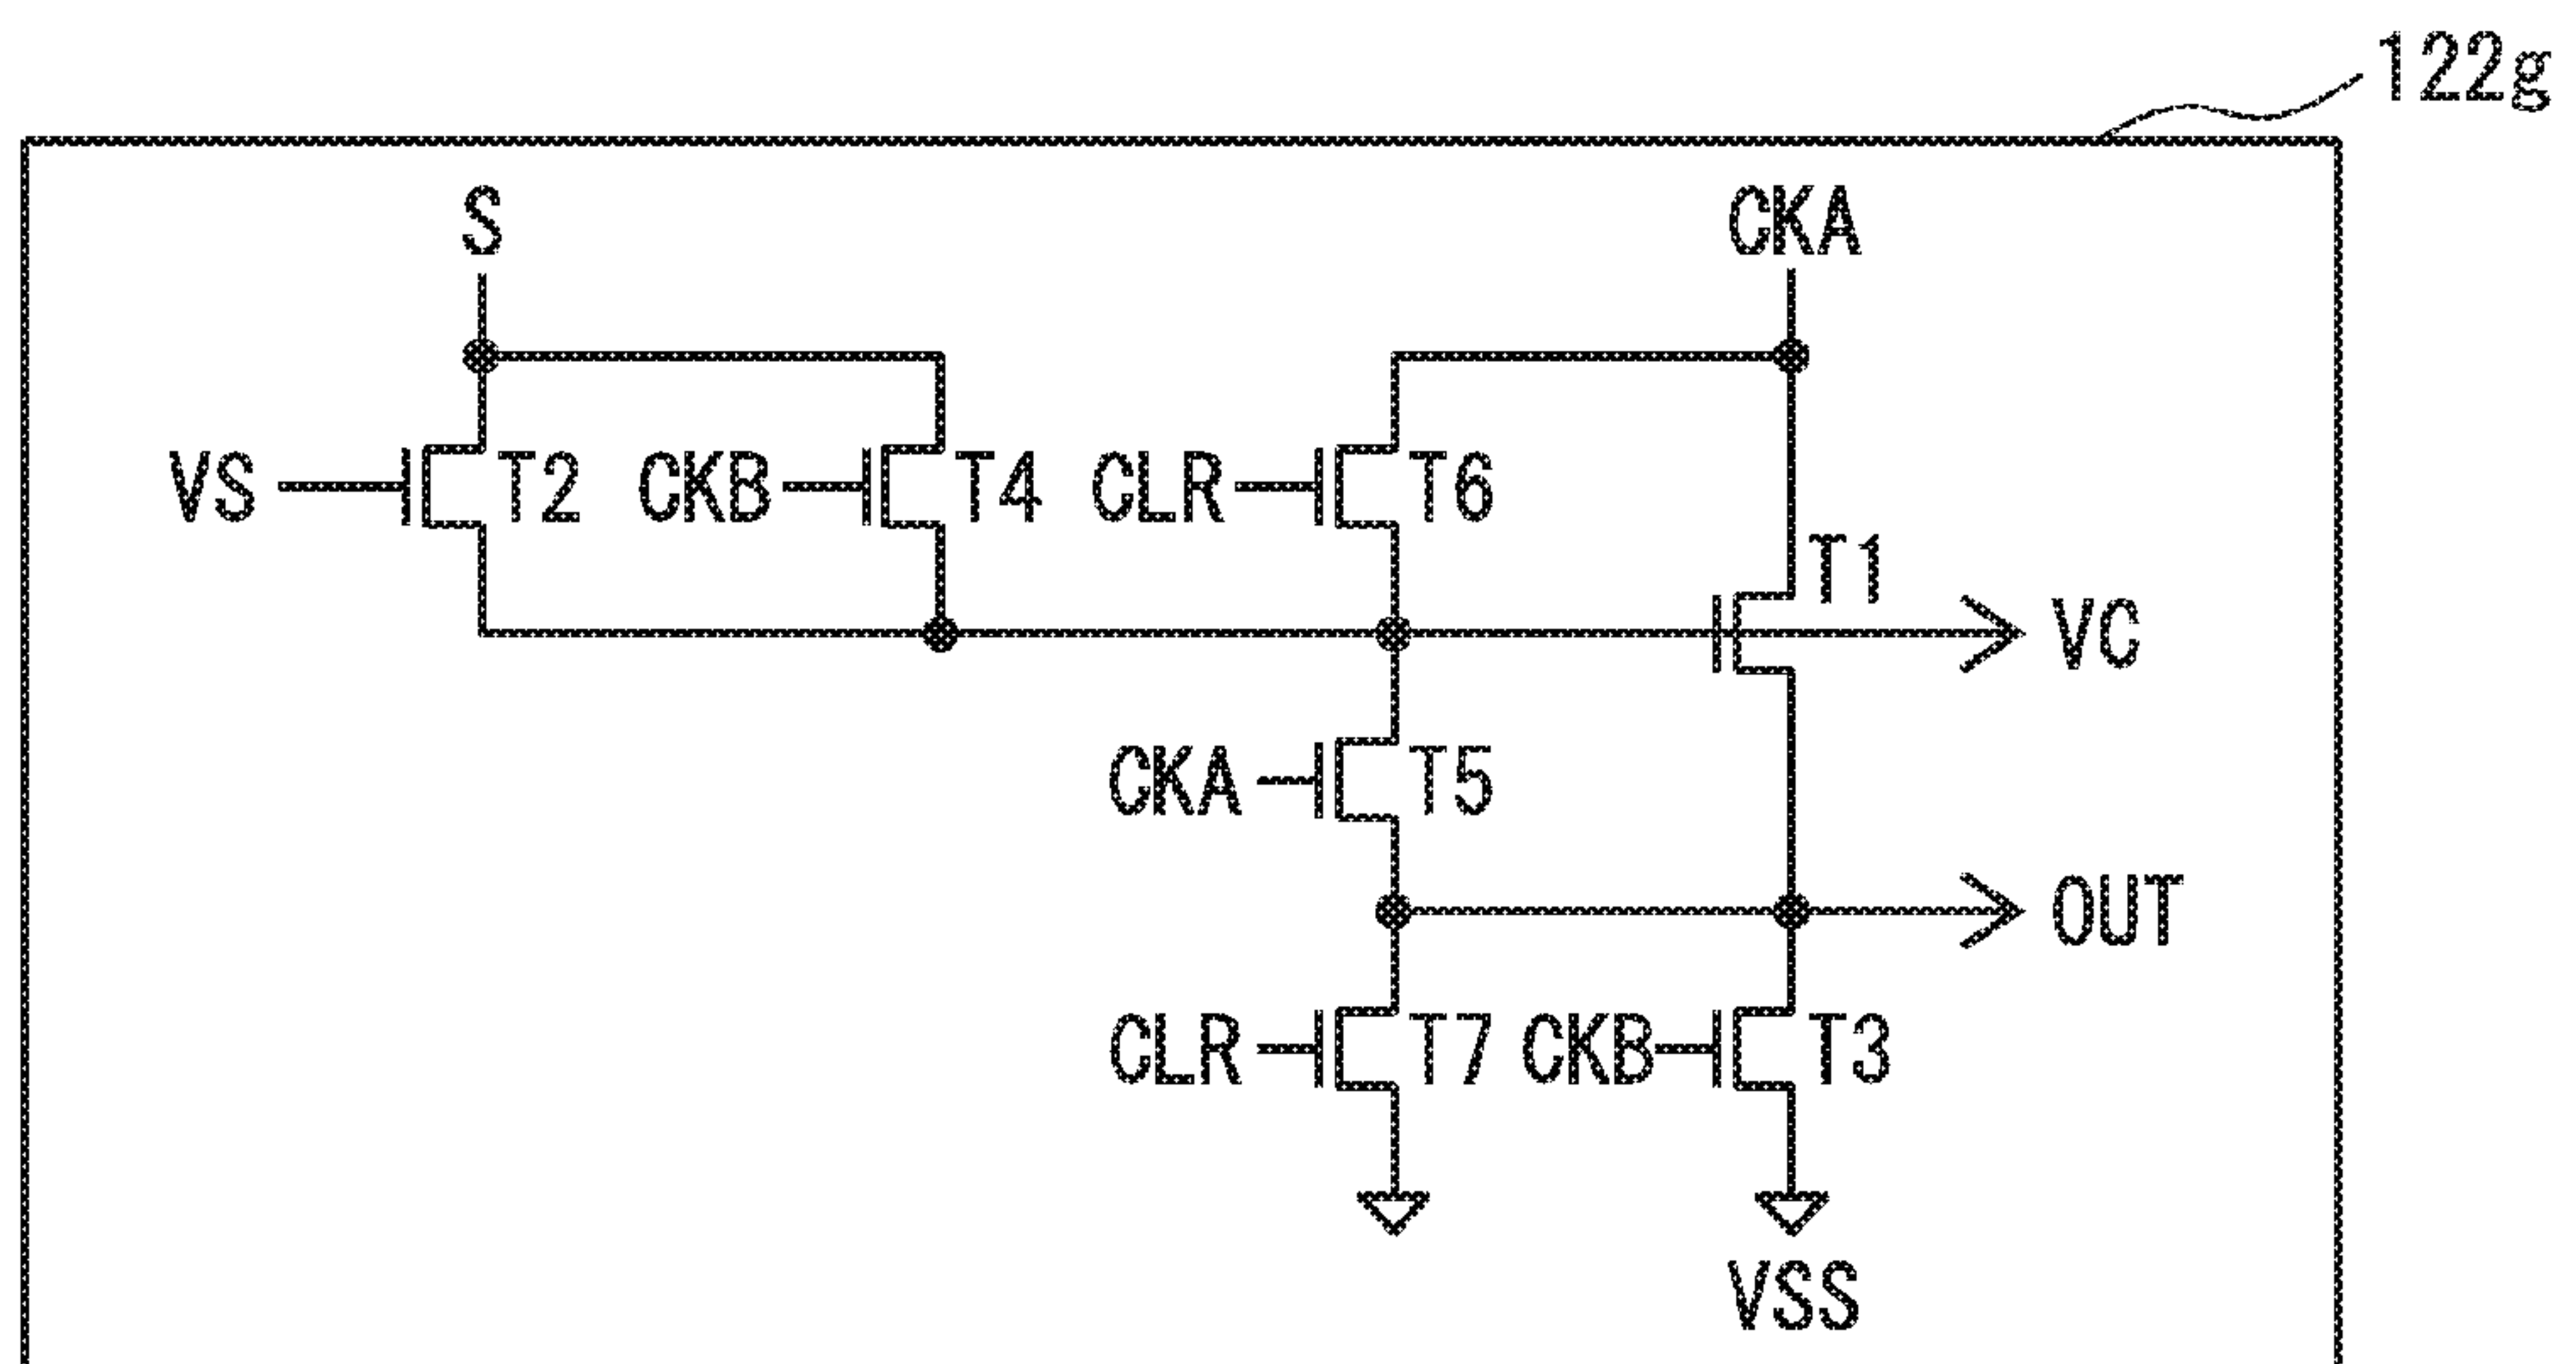 122g
S CKA
VS T2 CKB T4 CLR T6
T1
VC
CKA T5
OUT
CLR T7 CKB T3
VSS